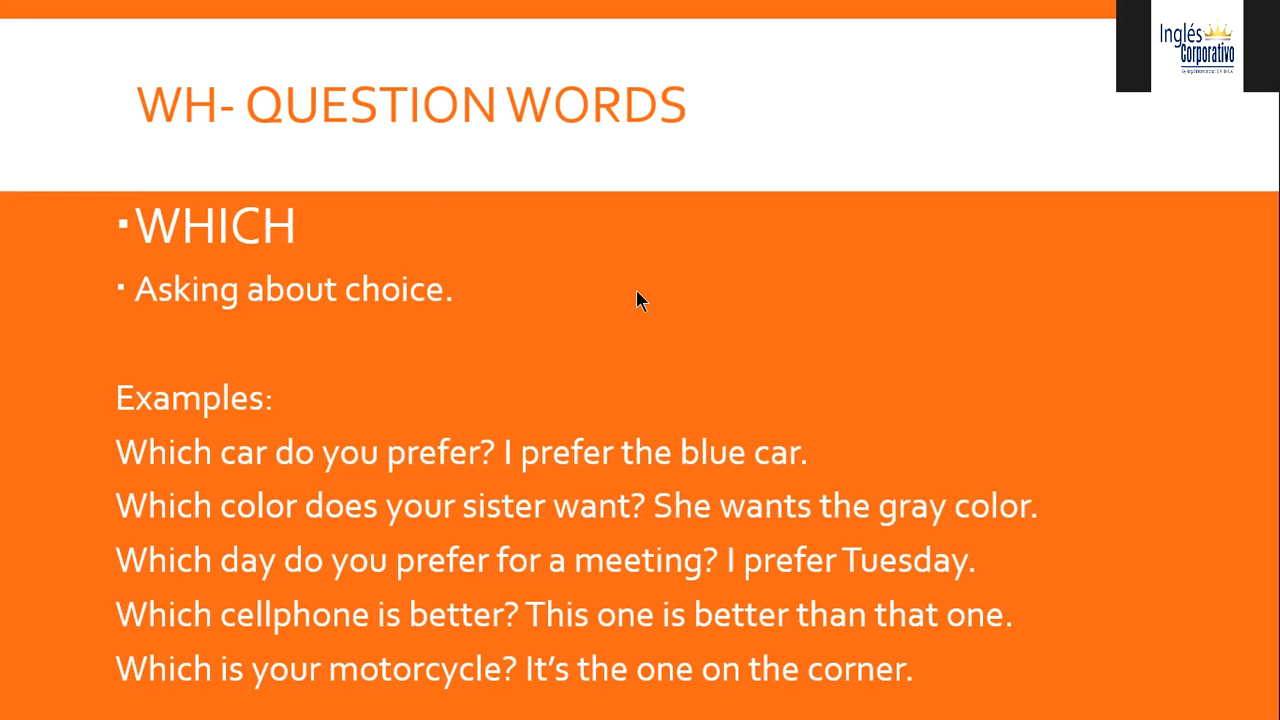 Inglés
Corporativo
WH- QUESTION WORDS
▪WHICH
▪ Asking about choice.
Examples:
Which car do you prefer? I prefer the blue car.
Which color does your sister want? She wants the gray color.
Which day do you prefer for a meeting? I prefer Tuesday.
Which cellphone is better? This one is better than that one.
Which is your motorcycle? It’s the one on the corner.